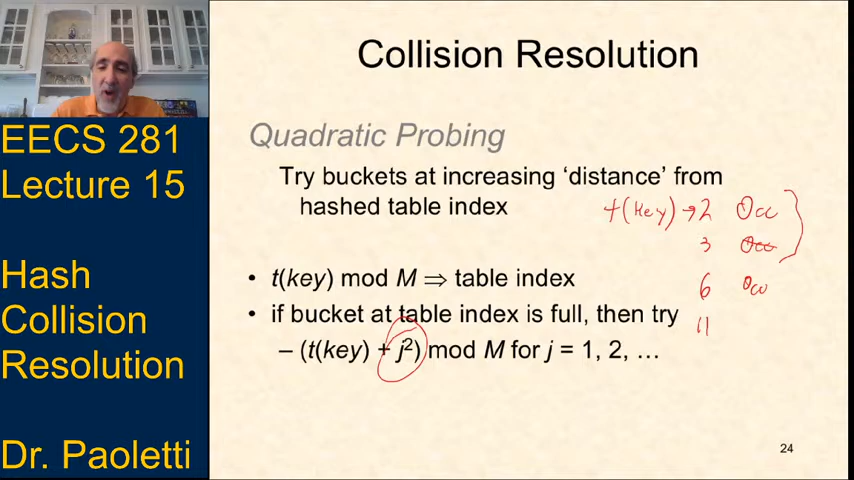 Collision Resolution
EECS 281
Lecture 15
Hash
Collision
Resolution
Dr. Paoletti
Quadratic Probing
Try buckets at increasing ‘distance’ from
hashed table index
t(key) → 2 Occ
3 Occ
6 Occ
11
• t(key) mod M ⇒ table index
• if bucket at table index is full, then try
– (t(key) + j²) mod M for j = 1, 2, …
24